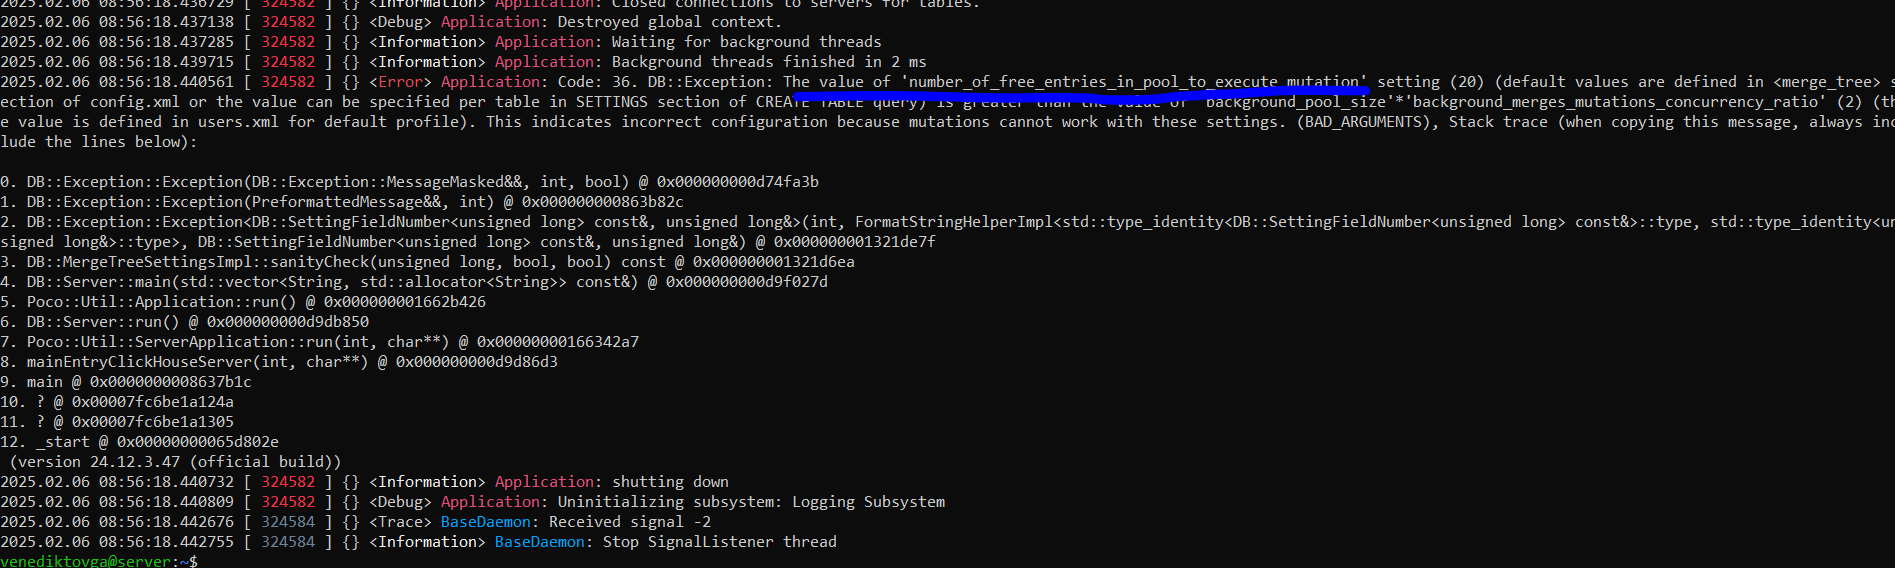 2025.02.06 08:56:18.436729 [ 324582 ] {} <Information> Application: Closed connections to servers for tables.
2025.02.06 08:56:18.437138 [ 324582 ] {} <Debug> Application: Destroyed global context.
2025.02.06 08:56:18.437285 [ 324582 ] {} <Information> Application: Waiting for background threads
2025.02.06 08:56:18.439715 [ 324582 ] {} <Information> Application: Background threads finished in 2 ms
2025.02.06 08:56:18.440561 [ 324582 ] {} <Error> Application: Code: 36. DB::Exception: The value of 'number_of_free_entries_in_pool_to_execute_mutation' setting (20) (default values are defined in <merge_tree> s
ection of config.xml or the value can be specified per table in SETTINGS section of CREATE TABLE query) is greater than the value of 'background_pool_size'*'background_merges_mutations_concurrency_ratio' (2) (th
e value is defined in users.xml for default profile). This indicates incorrect configuration because mutations cannot work with these settings. (BAD_ARGUMENTS), Stack trace (when copying this message, always inc
lude the lines below):
0. DB::Exception::Exception(DB::Exception::MessageMasked&&, int, bool) @ 0x000000000d74fa3b
1. DB::Exception::Exception(PreformattedMessage&&, int) @ 0x000000000863b82c
2. DB::Exception::Exception<DB::SettingFieldNumber<unsigned long> const&, unsigned long&>(int, FormatStringHelperImpl<std::type_identity<DB::SettingFieldNumber<unsigned long> const&>::type, std::type_identity<un
signed long&>::type>, DB::SettingFieldNumber<unsigned long> const&, unsigned long&) @ 0x000000001321de7f
3. DB::MergeTreeSettingsImpl::sanityCheck(unsigned long, bool, bool) const @ 0x000000001321d6ea
4. DB::Server::main(std::vector<String, std::allocator<String>> const&) @ 0x000000000d9f027d
5. Poco::Util::Application::run() @ 0x000000001662b426
6. DB::Server::run() @ 0x000000000d9db850
7. Poco::Util::ServerApplication::run(int, char**) @ 0x00000000166342a7
8. mainEntryClickHouseServer(int, char**) @ 0x000000000d9d86d3
9. main @ 0x0000000008637b1c
10. ? @ 0x00007fc6be1a124a
11. ? @ 0x00007fc6be1a1305
12. _start @ 0x00000000065d802e
(version 24.12.3.47 (official build))
2025.02.06 08:56:18.440732 [ 324582 ] {} <Information> Application: shutting down
2025.02.06 08:56:18.440809 [ 324582 ] {} <Debug> Application: Uninitializing subsystem: Logging Subsystem
2025.02.06 08:56:18.442676 [ 324584 ] {} <Trace> BaseDaemon: Received signal -2
2025.02.06 08:56:18.442755 [ 324584 ] {} <Information> BaseDaemon: Stop SignalListener thread
venediktovga@server:~$